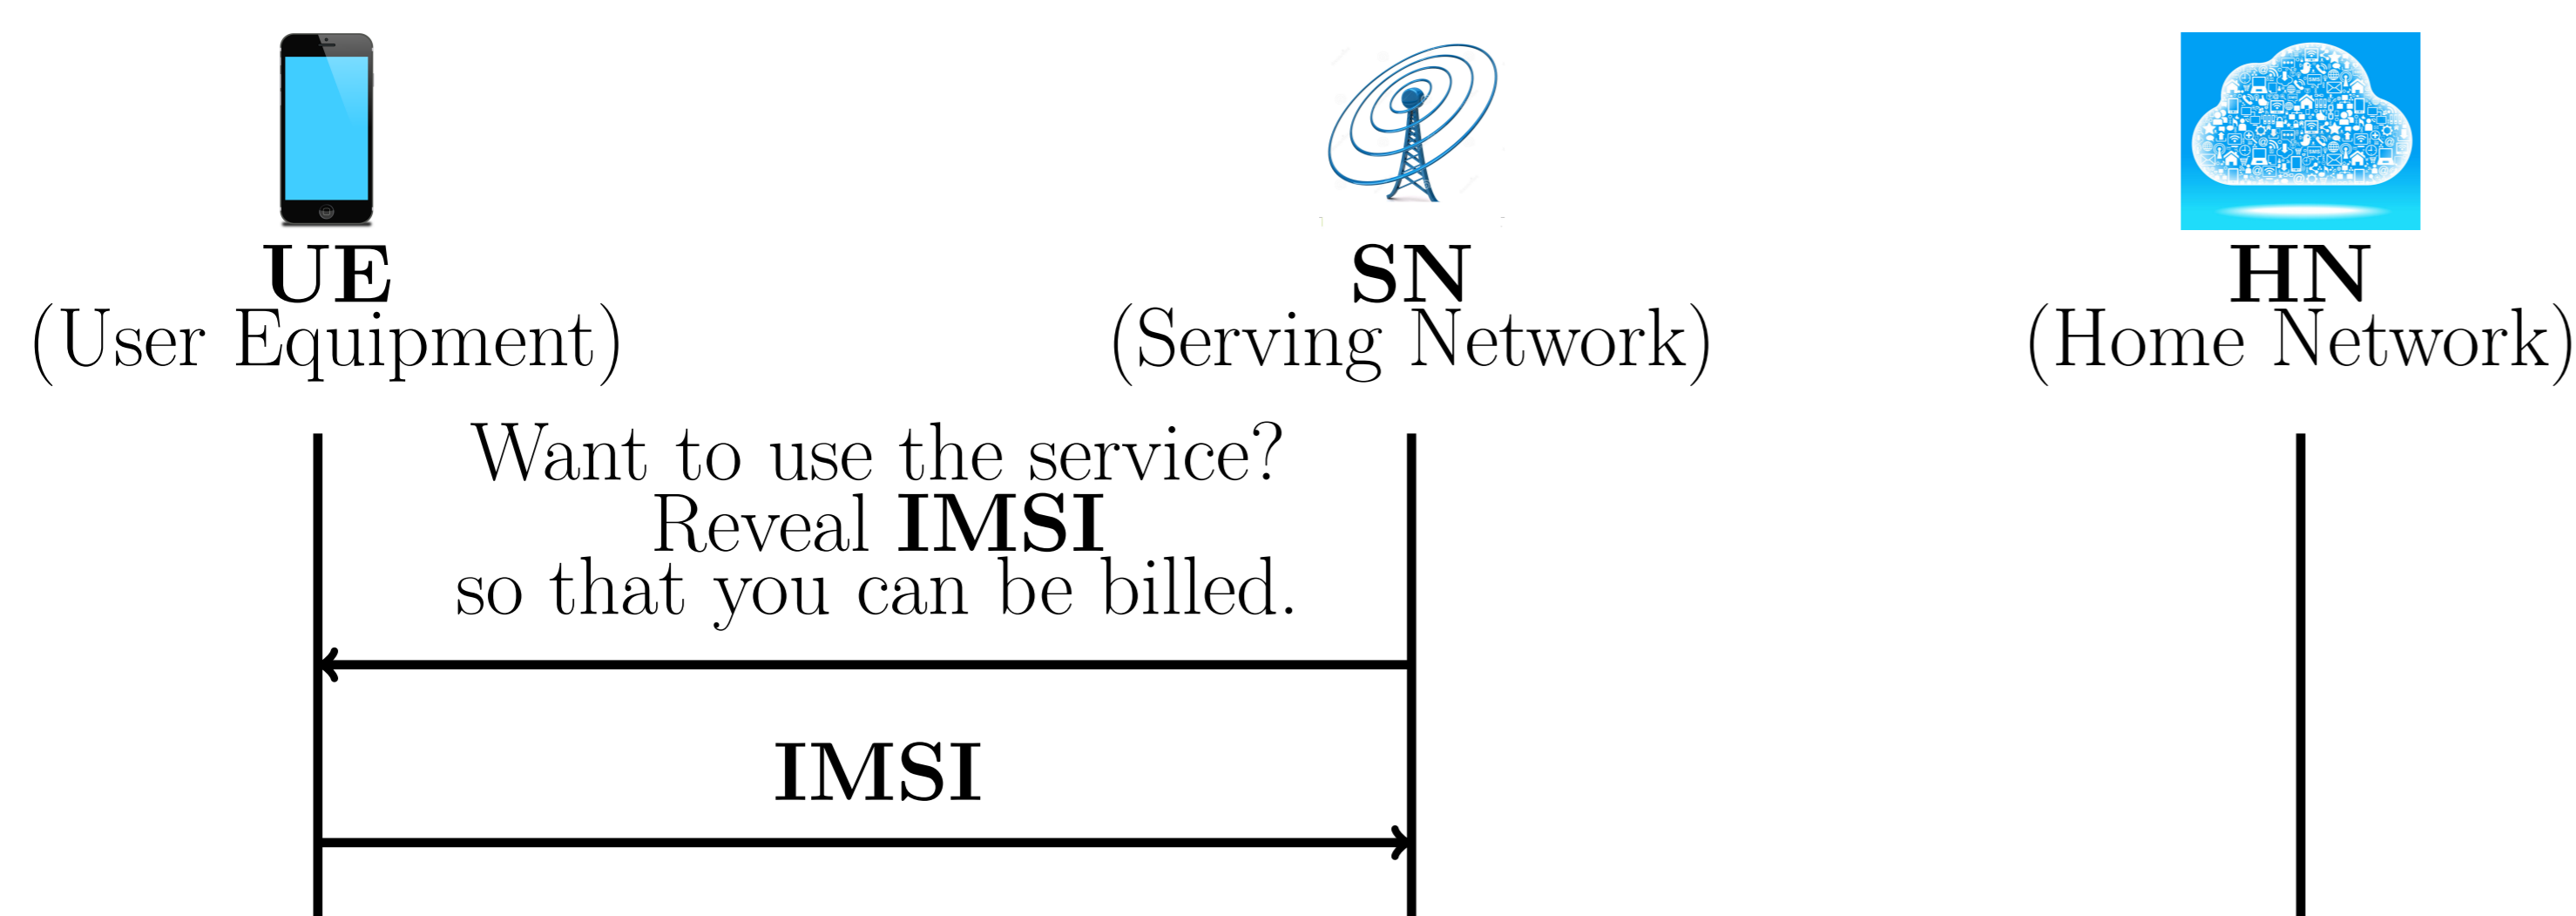 UE
(User Equipment)
SN
(Serving Network)
HN
(Home Network)
Want to use the service?
Reveal IMSI
so that you can be billed.
IMSI